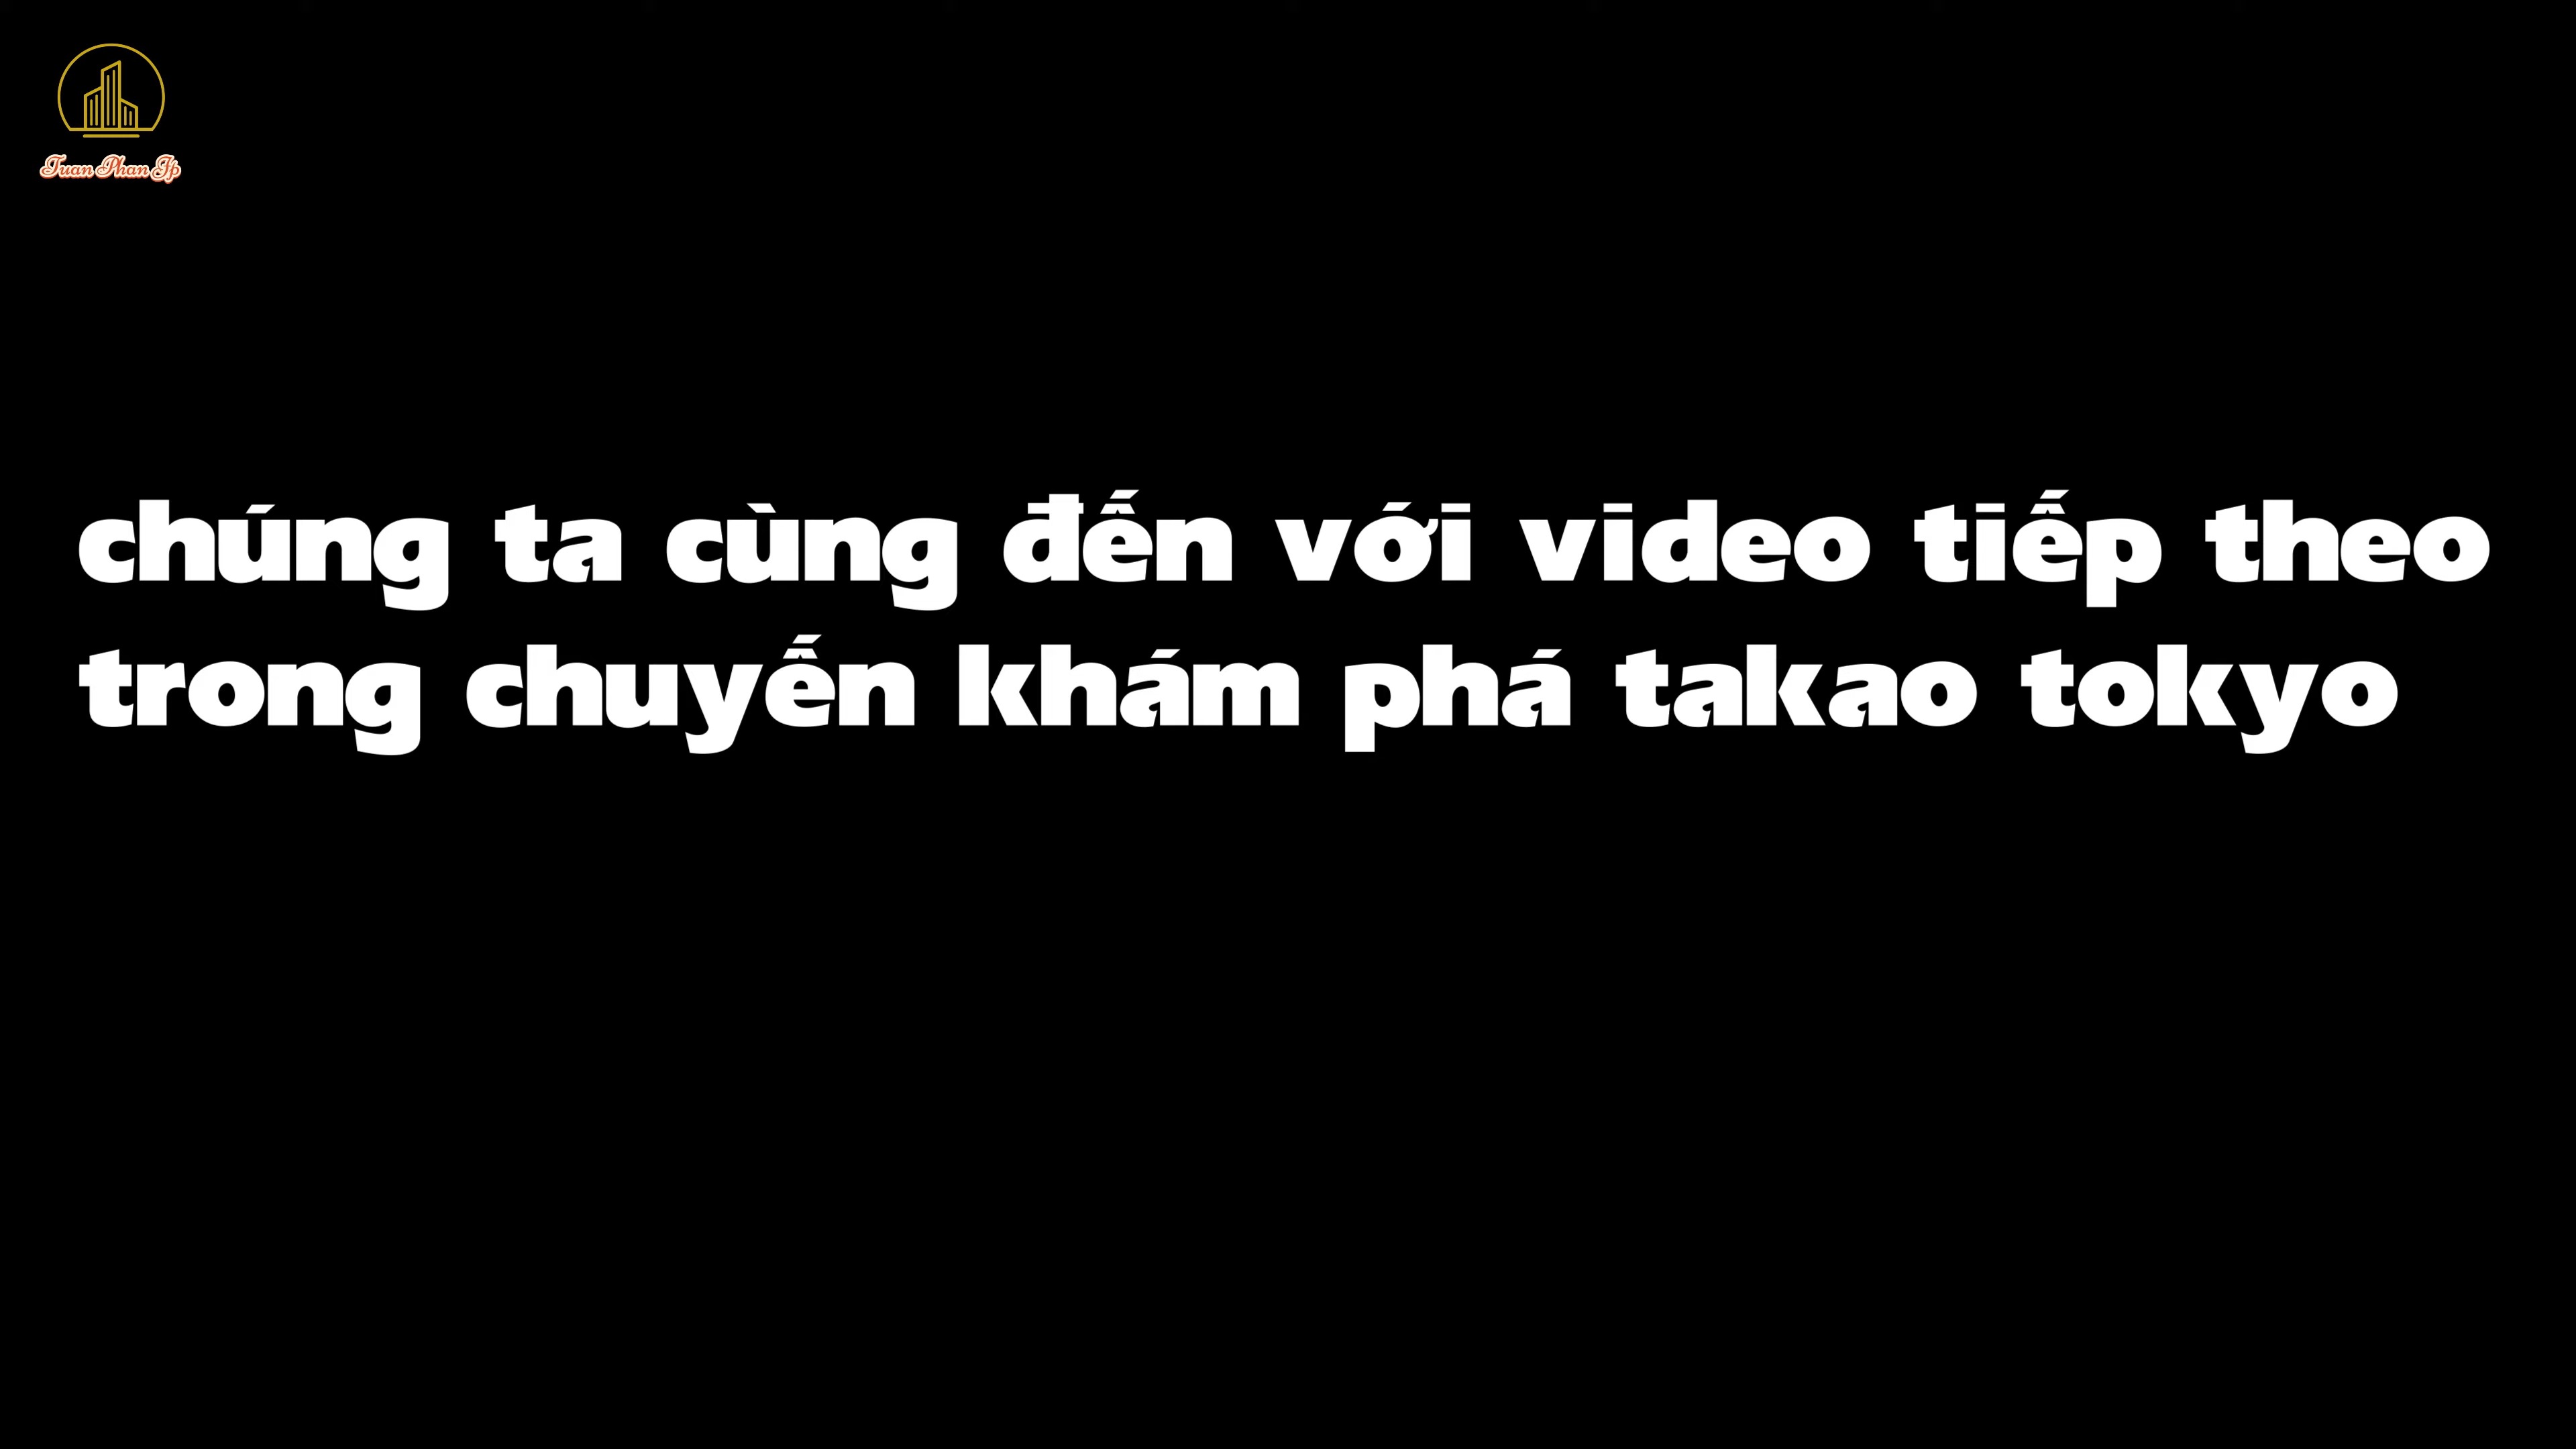 Tuan Phan Jp
chúng ta cùng đến với video tiếp theo
trong chuyến khám phá takao tokyo